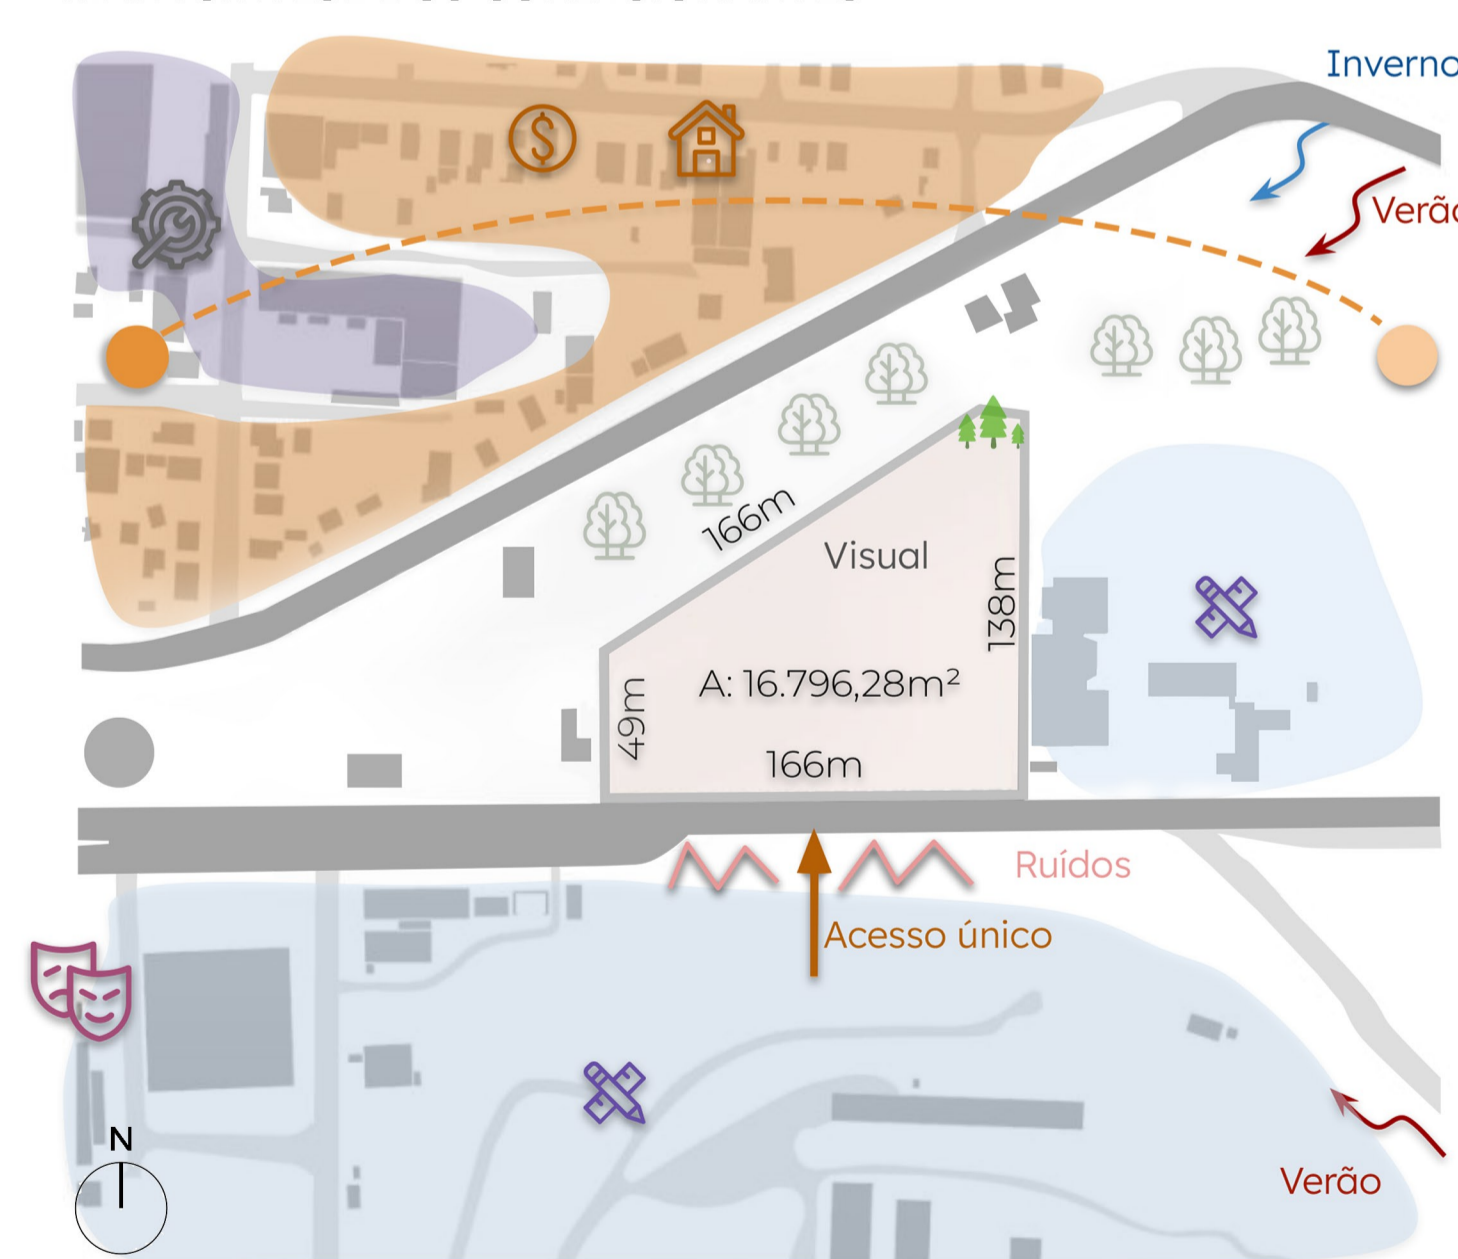 Inverno
Verão
166m
Visual
138m
A: 16.796,28m²
49m
166m
Ruídos
Acesso único
N
Verão